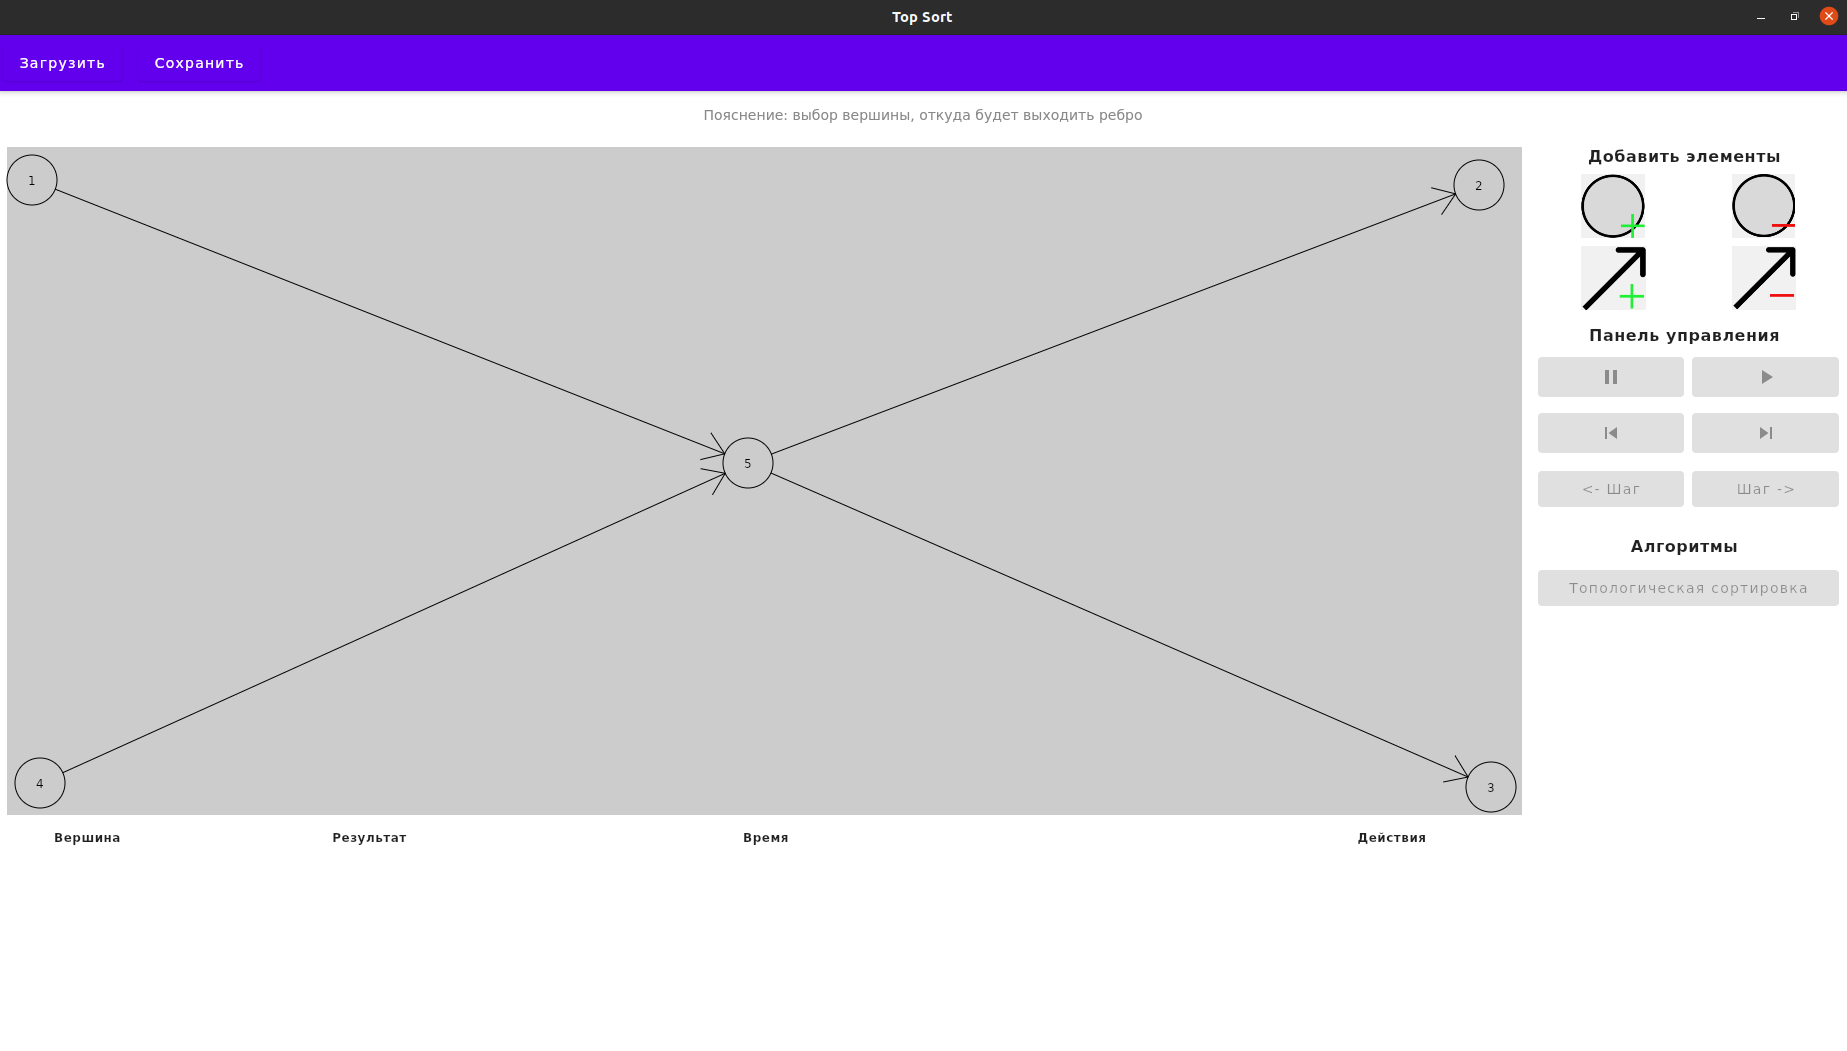 Top Sort
Загрузить Сохранить
Пояснение: выбор вершины, откуда будет выходить ребро
1
2
5
4
3
Добавить элементы
Панель управления
<- Шаг Шаг ->
Алгоритмы
Топологическая сортировка
Вершина Результат Время Действия